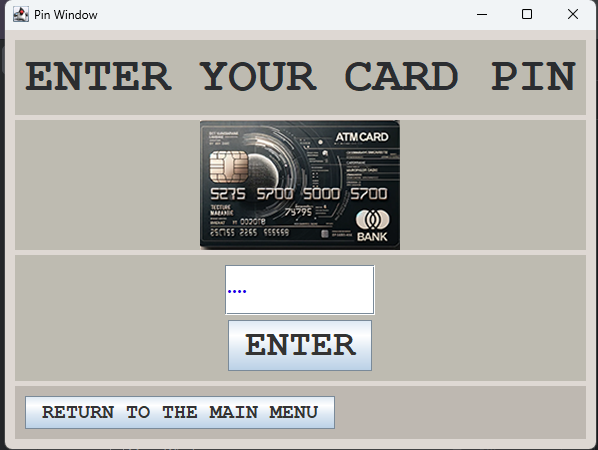 Pin Window
ENTER YOUR CARD PIN
ATM CARD
5275 5700 5000 5700
BANK
....
ENTER
RETURN TO THE MAIN MENU